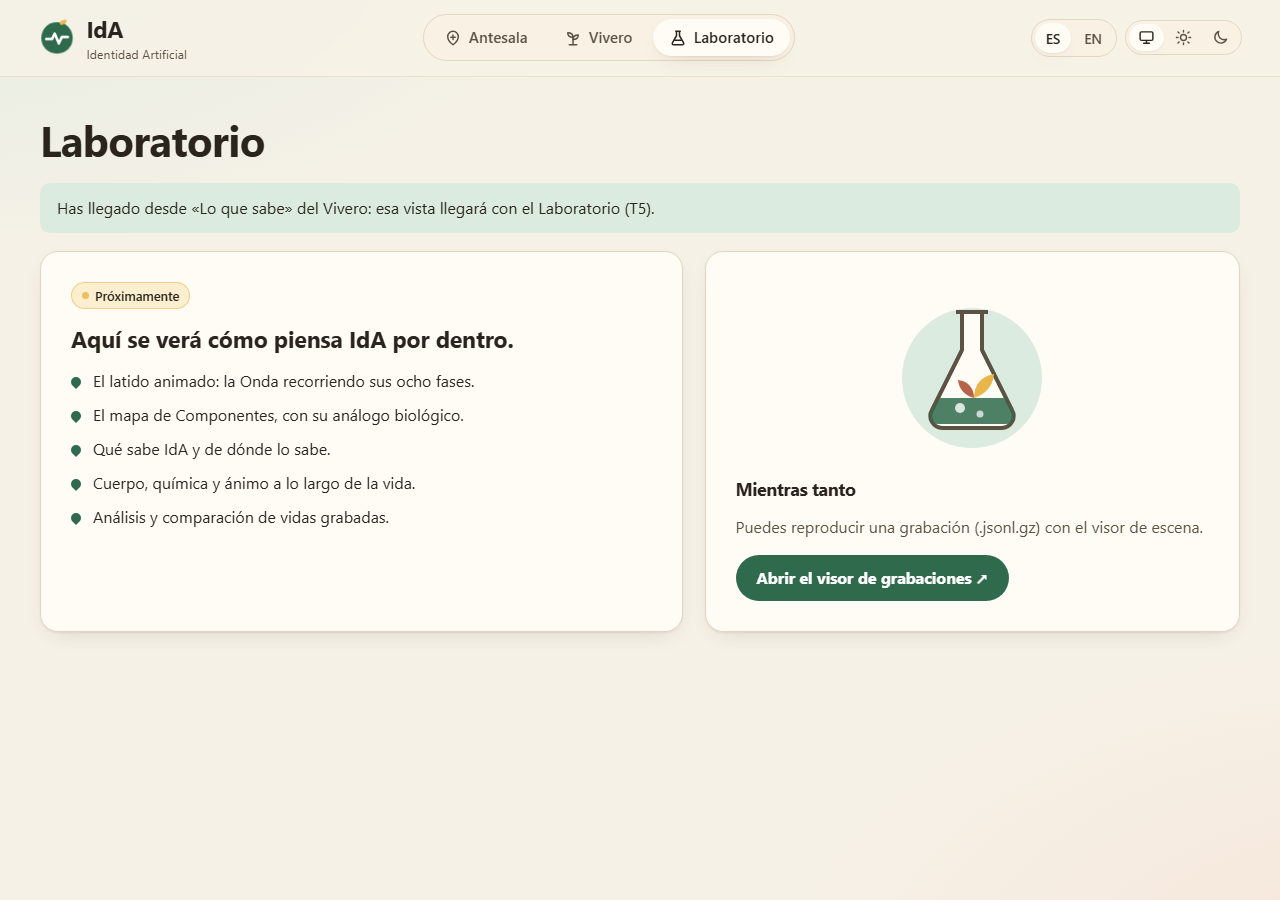 IdA
Identidad Artificial
Antesala
Vivero
Laboratorio
ES
EN
Laboratorio
Has llegado desde «Lo que sabe» del Vivero: esa vista llegará con el Laboratorio (T5).
Próximamente
Aquí se verá cómo piensa IdA por dentro.
El latido animado: la Onda recorriendo sus ocho fases.
El mapa de Componentes, con su análogo biológico.
Qué sabe IdA y de dónde lo sabe.
Cuerpo, química y ánimo a lo largo de la vida.
Análisis y comparación de vidas grabadas.
Mientras tanto
Puedes reproducir una grabación (.jsonl.gz) con el visor de escena.
Abrir el visor de grabaciones ↗